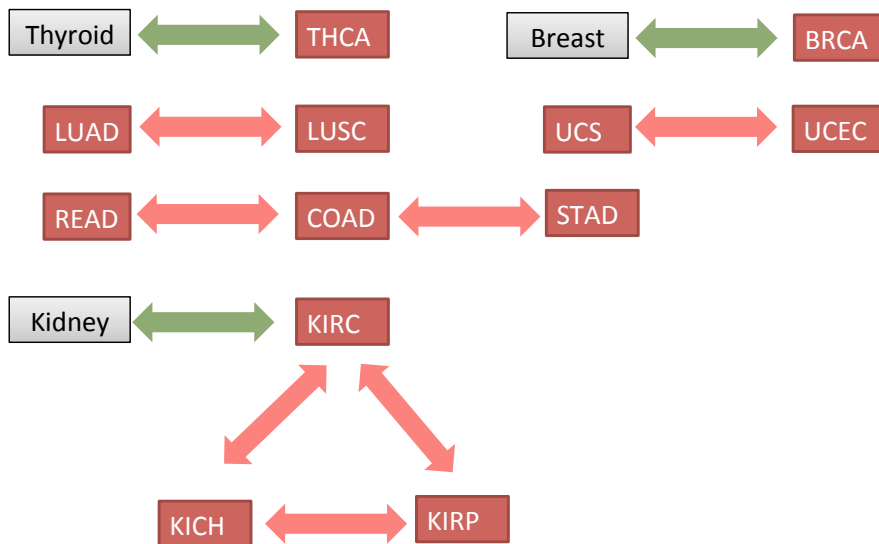 Thyroid
THCA
Breast
BRCA
LUAD
LUSC
UCS
UCEC
READ
COAD
STAD
Kidney
KIRC
KICH
KIRP